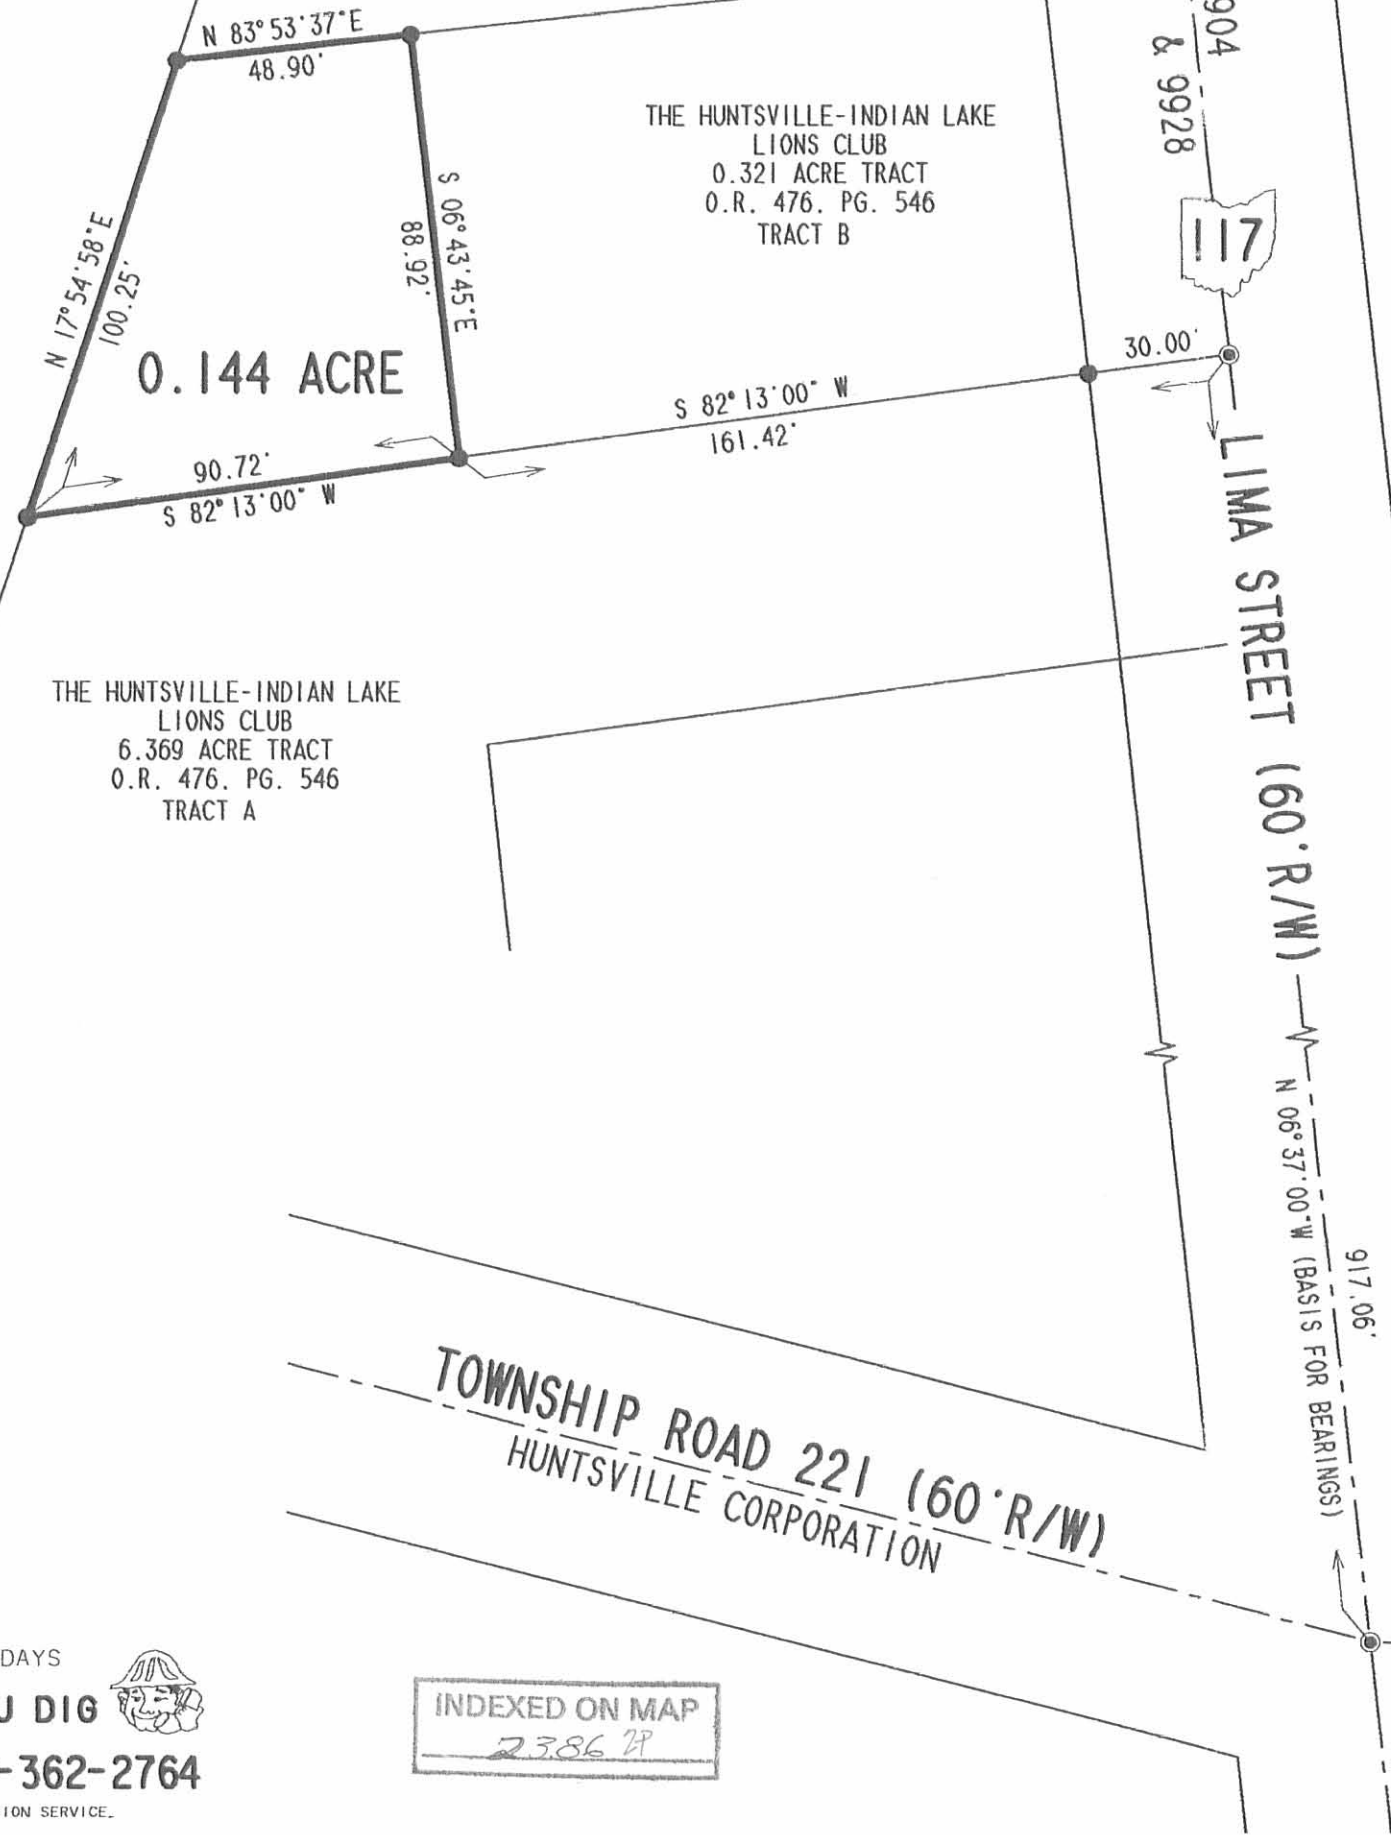 N 83°53'37"E
48.90'
904
& 9928
THE HUNTSVILLE-INDIAN LAKE
LIONS CLUB
0.321 ACRE TRACT
O.R. 476. PG. 546
TRACT B
117
S 06°43'45"E
88.92'
N 17°54'58"E
100.25'
0.144 ACRE
30.00'
S 82°13'00" W
161.42'
90.72'
S 82°13'00" W
LIMA STREET (60'R/W)
THE HUNTSVILLE-INDIAN LAKE
LIONS CLUB
6.369 ACRE TRACT
O.R. 476. PG. 546
TRACT A
N 06°37'00"W (BASIS FOR BEARINGS)
917.06'
TOWNSHIP ROAD 221 (60'R/W)
HUNTSVILLE CORPORATION
DAYS
U DIG
-362-2764
ION SERVICE.
INDEXED ON MAP
2386